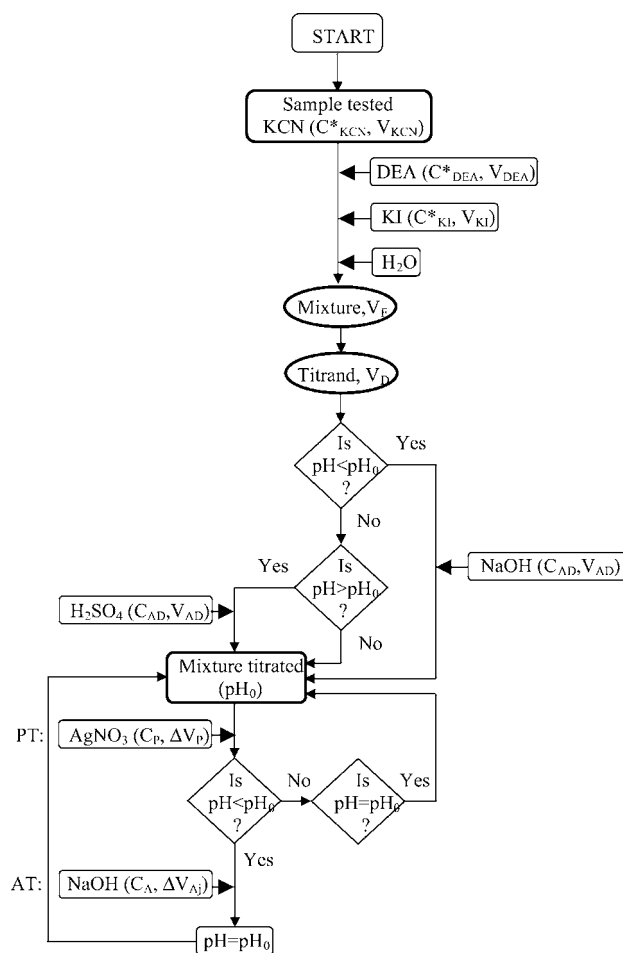 START
Sample tested
KCN (C*KCN, VKCN)
DEA (C*DEA, VDEA)
KI (C*KI, VKI)
H2O
Mixture,VF
Titrand, VD
Is
pH<pH0
?
Yes
No
NaOH (CAD,VAD)
Is
pH>pH0
?
Yes
No
H2SO4 (CAD,VAD)
Mixture titrated
(pH0)
PT:
AgNO3 (CP, ΔVP)
Is
pH<pH0
?
No
Is
pH=pH0
?
Yes
Yes
AT:
NaOH (CA, ΔVAj)
pH=pH0